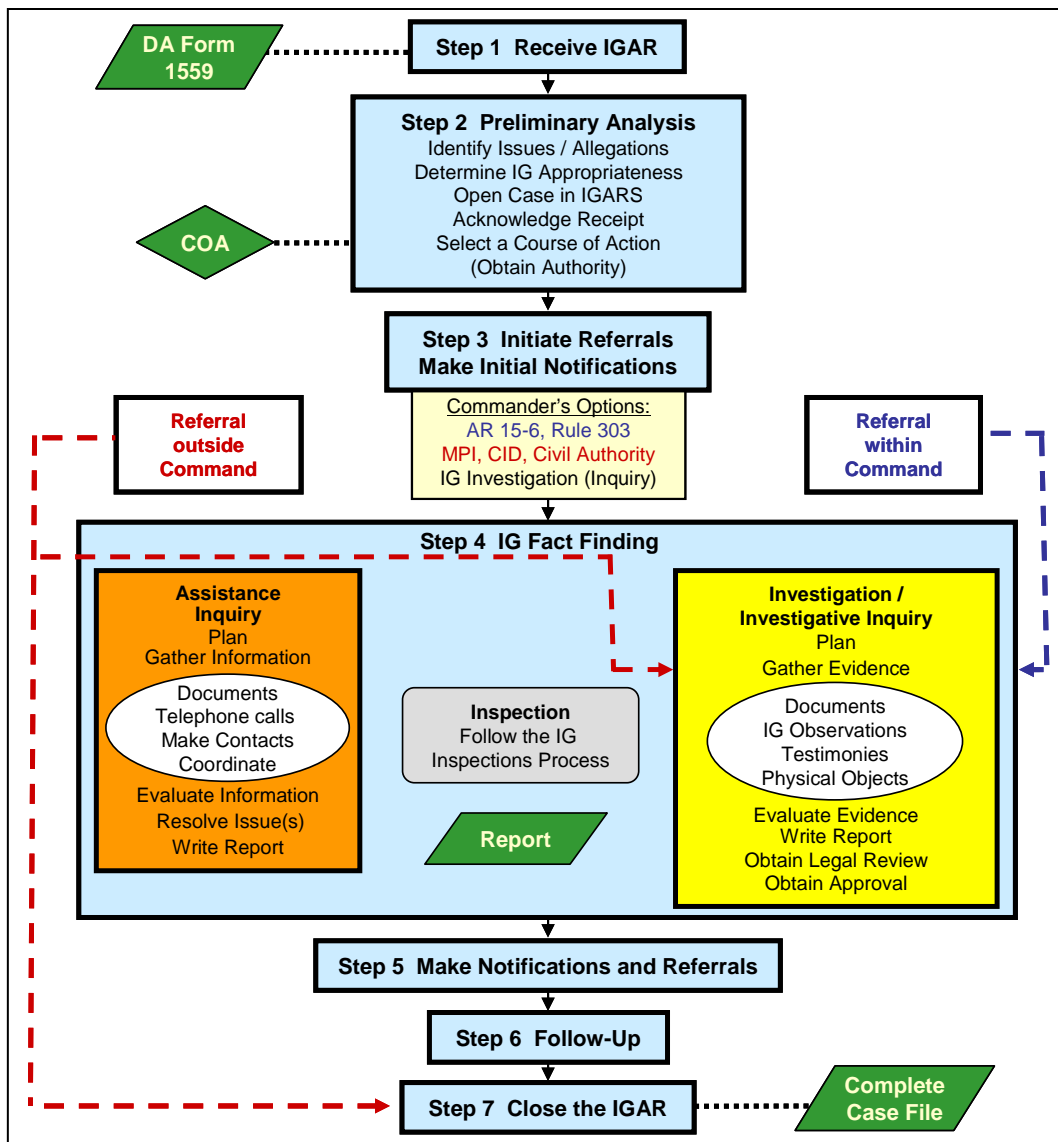 DA Form
1559
Step 1  Receive IGAR
Step 2  Preliminary Analysis
Identify Issues / Allegations
Determine IG Appropriateness
Open Case in IGARS
Acknowledge Receipt
Select a Course of Action
(Obtain Authority)
COA
Step 3  Initiate Referrals
Make Initial Notifications
Commander's Options:
AR 15-6, Rule 303
MPI, CID, Civil Authority
IG Investigation (Inquiry)
Referral
outside
Command
Referral
within
Command
Step 4  IG Fact Finding
Assistance
Inquiry
Plan
Gather Information
Documents
Telephone calls
Make Contacts
Coordinate
Evaluate Information
Resolve Issue(s)
Write Report
Inspection
Follow the IG
Inspections Process
Report
Investigation /
Investigative Inquiry
Plan
Gather Evidence
Documents
IG Observations
Testimonies
Physical Objects
Evaluate Evidence
Write Report
Obtain Legal Review
Obtain Approval
Step 5  Make Notifications and Referrals
Step 6  Follow-Up
Step 7  Close the IGAR
Complete
Case File